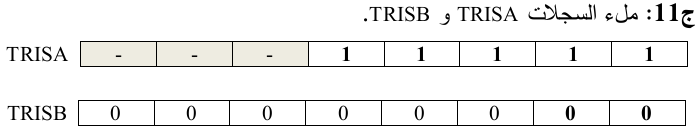 ج11: ملء السجلات TRISA و TRISB.
TRISA - - - 1 1 1 1 1
TRISB 0 0 0 0 0 0 0 0